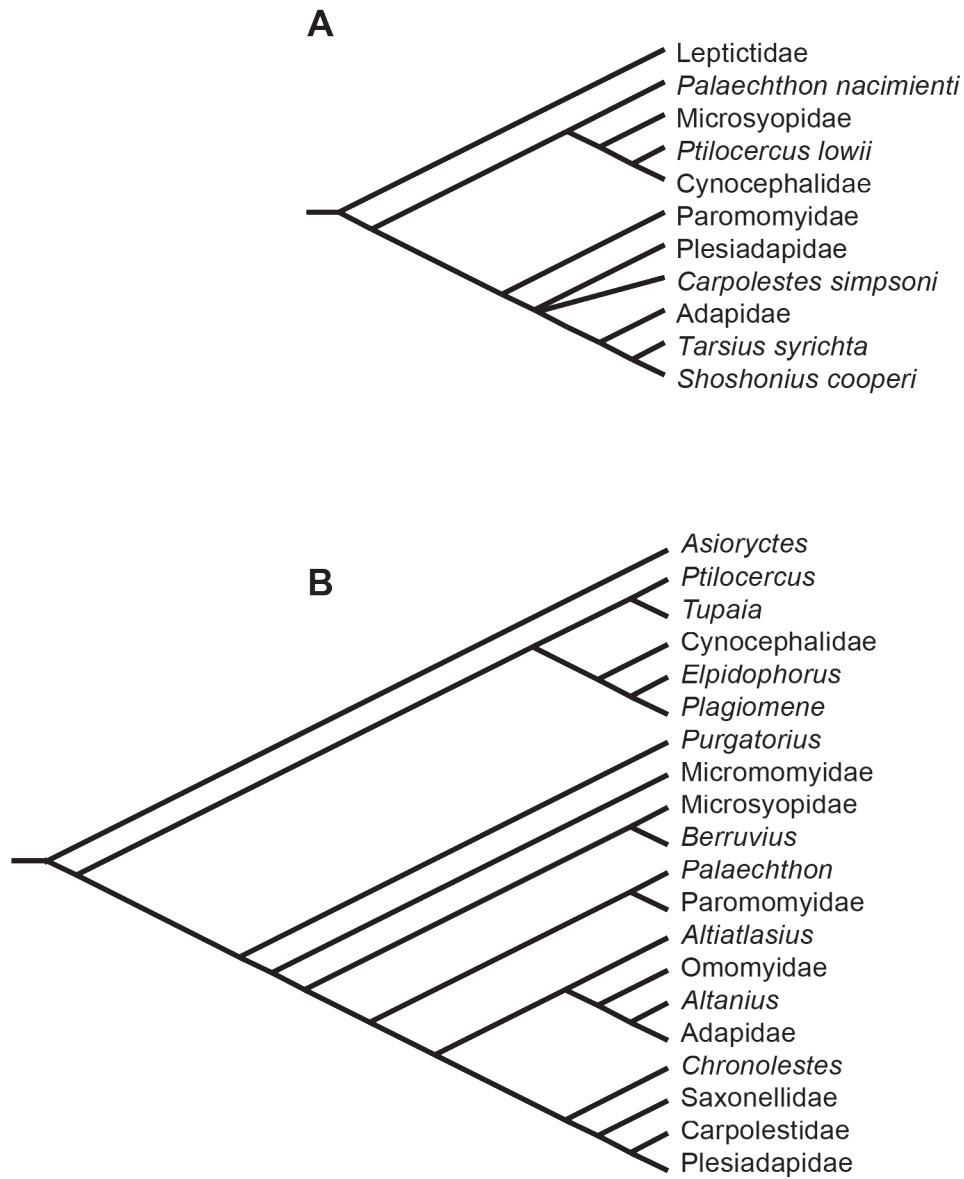 A
Leptictidae
Palaechthon nacimienti
Microsyopidae
Ptilocercus lowii
Cynocephalidae
Paromomyidae
Plesiadapidae
Carpolestes simpsoni
Adapidae
Tarsius syrichta
Shoshonius cooperi
B
Asioryctes
Ptilocercus
Tupaia
Cynocephalidae
Elpidophorus
Plagiomene
Purgatorius
Micromomyidae
Microsyopidae
Berruvius
Palaechthon
Paromomyidae
Altiatlasius
Omomyidae
Altanius
Adapidae
Chronolestes
Saxonellidae
Carpolestidae
Plesiadapidae